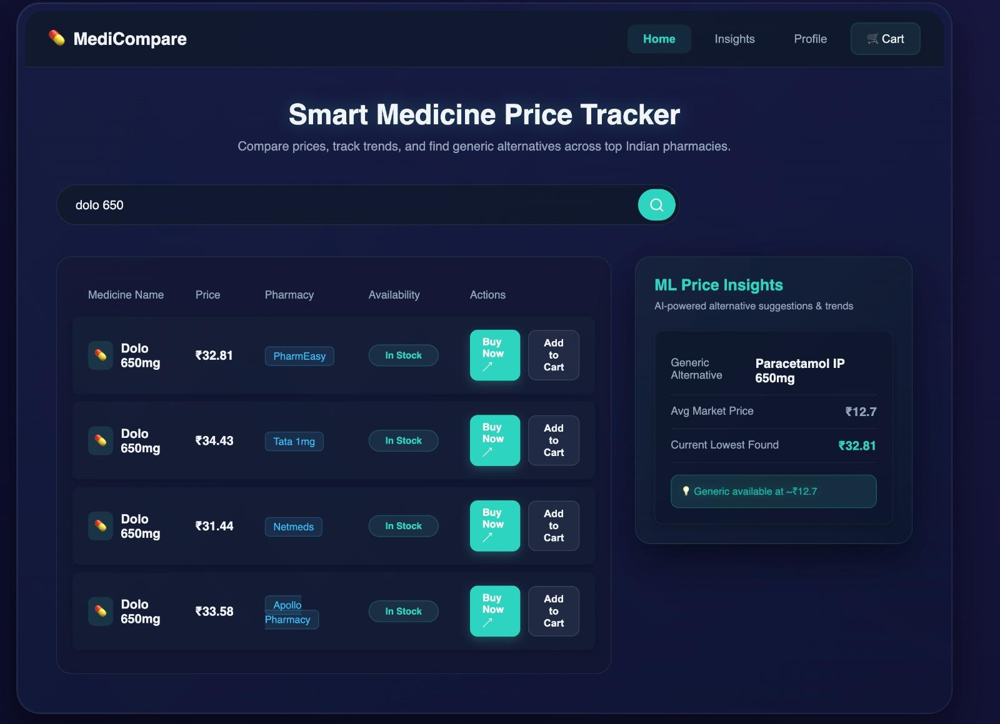 MediCompare
Home
Insights
Profile
Cart
Smart Medicine Price Tracker
Compare prices, track trends, and find generic alternatives across top Indian pharmacies.
dolo 650
Medicine Name
Price
Pharmacy
Availability
Actions
Dolo
650mg
₹32.81
PharmEasy
In Stock
Buy
Now
↗
Add
to
Cart
Dolo
650mg
₹34.43
Tata 1mg
In Stock
Buy
Now
↗
Add
to
Cart
Dolo
650mg
₹31.44
Netmeds
In Stock
Buy
Now
↗
Add
to
Cart
Dolo
650mg
₹33.58
Apollo
Pharmacy
In Stock
Buy
Now
↗
Add
to
Cart
ML Price Insights
AI-powered alternative suggestions & trends
Generic
Alternative
Paracetamol IP
650mg
Avg Market Price
₹12.7
Current Lowest Found
₹32.81
Generic available at ~₹12.7